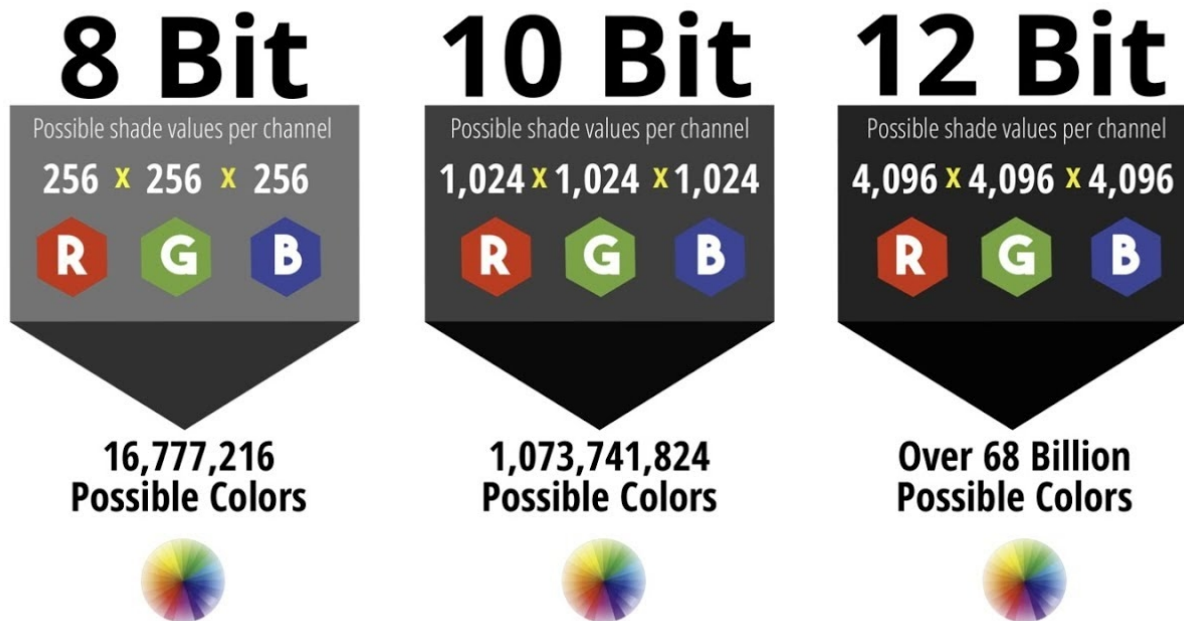 8 Bit
Possible shade values per channel
256 x 256 x 256
R G B
16,777,216
Possible Colors
10 Bit
Possible shade values per channel
1,024 x 1,024 x 1,024
R G B
1,073,741,824
Possible Colors
12 Bit
Possible shade values per channel
4,096 x 4,096 x 4,096
R G B
Over 68 Billion
Possible Colors